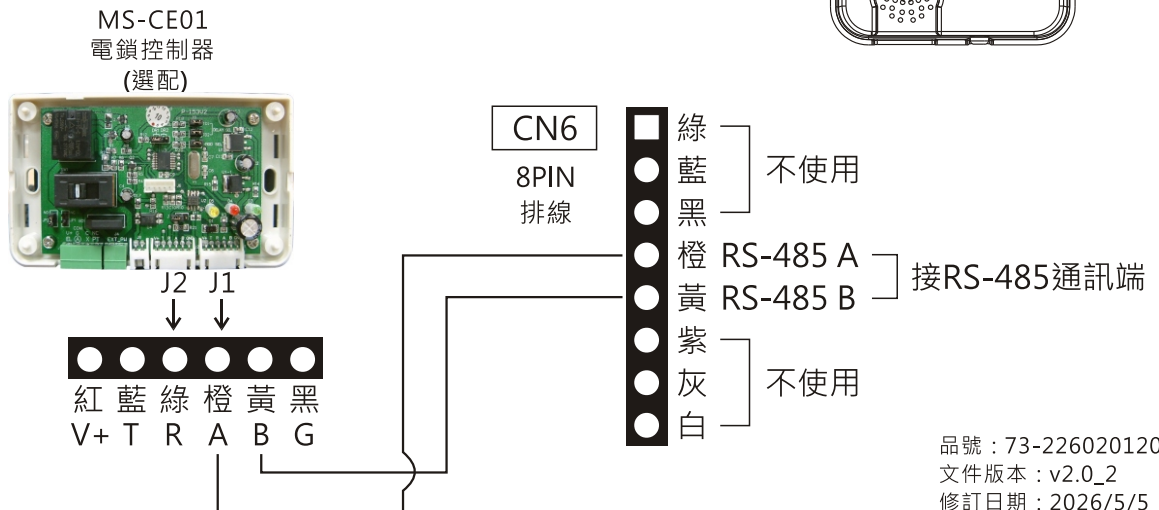 MS-CE01
電鎖控制器
(選配)
J2 J1
紅 藍 綠 橙 黃 黑
V+ T R A B G
CN6
8PIN
排線
綠
藍
黑
不使用
橙 RS-485 A
黃 RS-485 B
接RS-485通訊端
紫
灰
白
不使用
品號：73-226020120
文件版本：v2.0_2
修訂日期：2026/5/5